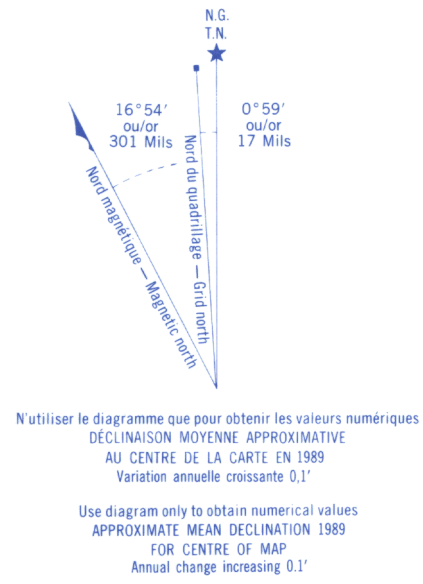 N.G.
T.N.
16°54′
ou/or
301 Mils
0°59′
ou/or
17 Mils
Nord magnétique — Magnetic north
Nord du quadrillage — Grid north
N'utiliser le diagramme que pour obtenir les valeurs numériques
DÉCLINAISON MOYENNE APPROXIMATIVE
AU CENTRE DE LA CARTE EN 1989
Variation annuelle croissante 0,1′
Use diagram only to obtain numerical values
APPROXIMATE MEAN DECLINATION 1989
FOR CENTRE OF MAP
Annual change increasing 0.1′